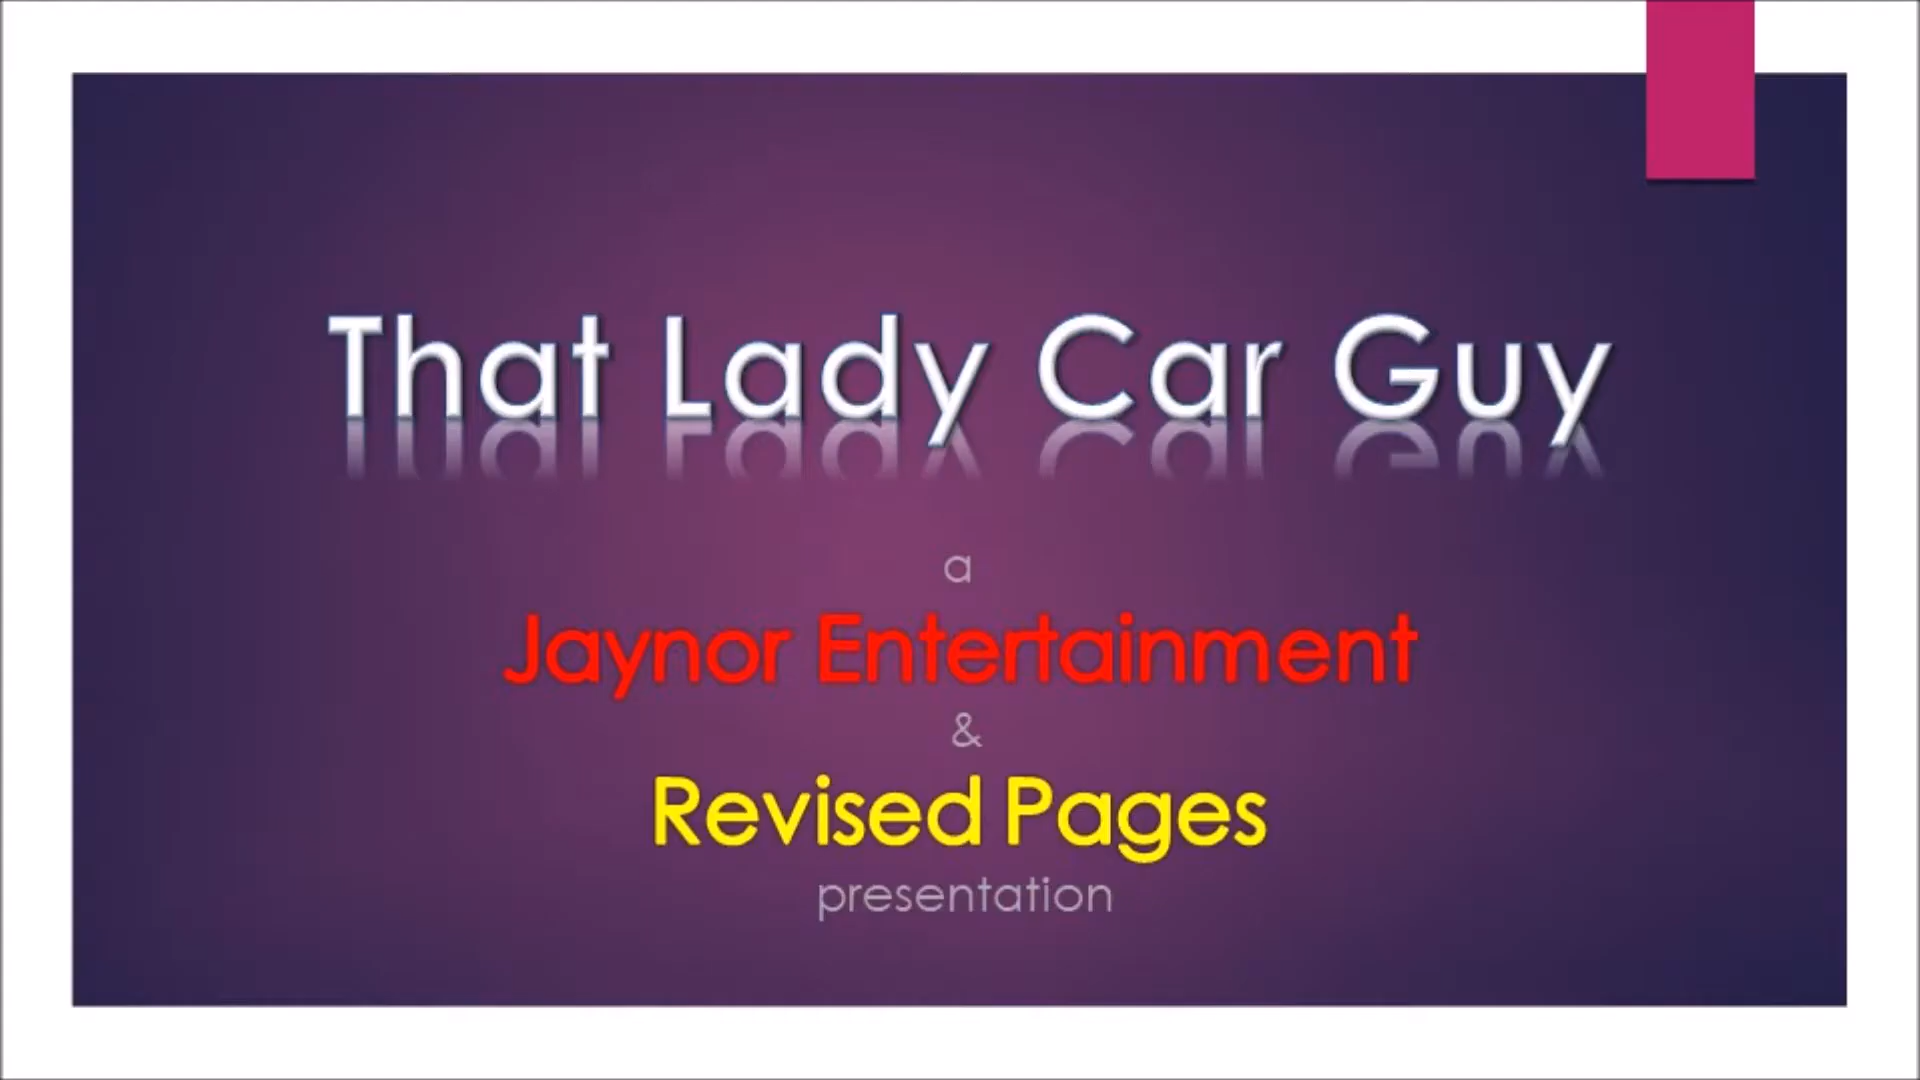 That Lady Car Guy
a
Jaynor Entertainment
&
Revised Pages
presentation